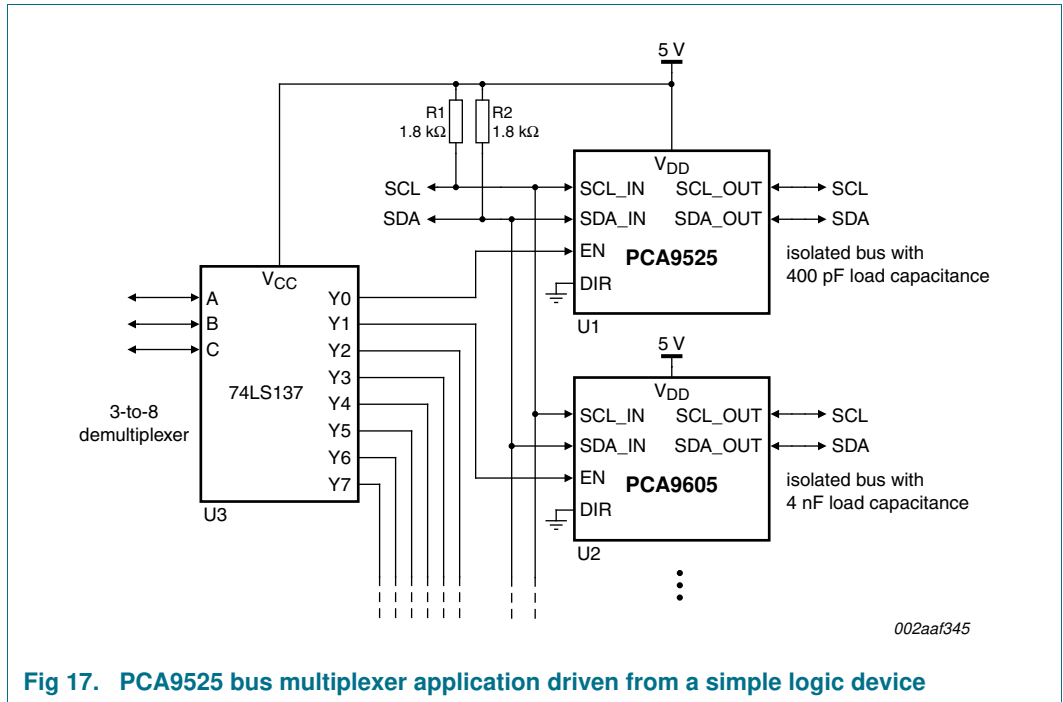 5 V
R1
1.8 kΩ
R2
1.8 kΩ
VDD
SCL
SCL_IN
SCL_OUT
SCL
SDA
SDA_IN
SDA_OUT
SDA
EN
PCA9525
DIR
U1
isolated bus with
400 pF load capacitance
VCC
A
B
C
Y0
Y1
Y2
Y3
Y4
Y5
Y6
Y7
74LS137
3-to-8
demultiplexer
U3
5 V
VDD
SCL_IN
SCL_OUT
SCL
SDA_IN
SDA_OUT
SDA
EN
PCA9605
DIR
U2
isolated bus with
4 nF load capacitance
002aaf345
Fig 17. PCA9525 bus multiplexer application driven from a simple logic device